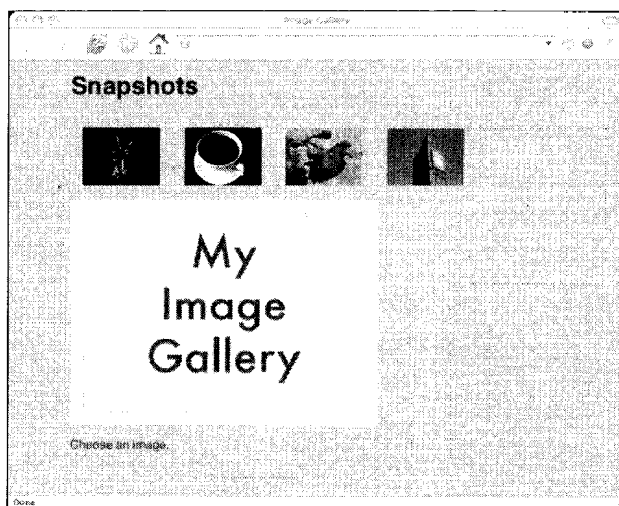 Image Gallery
Snapshots
My
Image
Gallery
Choose an image.
Done